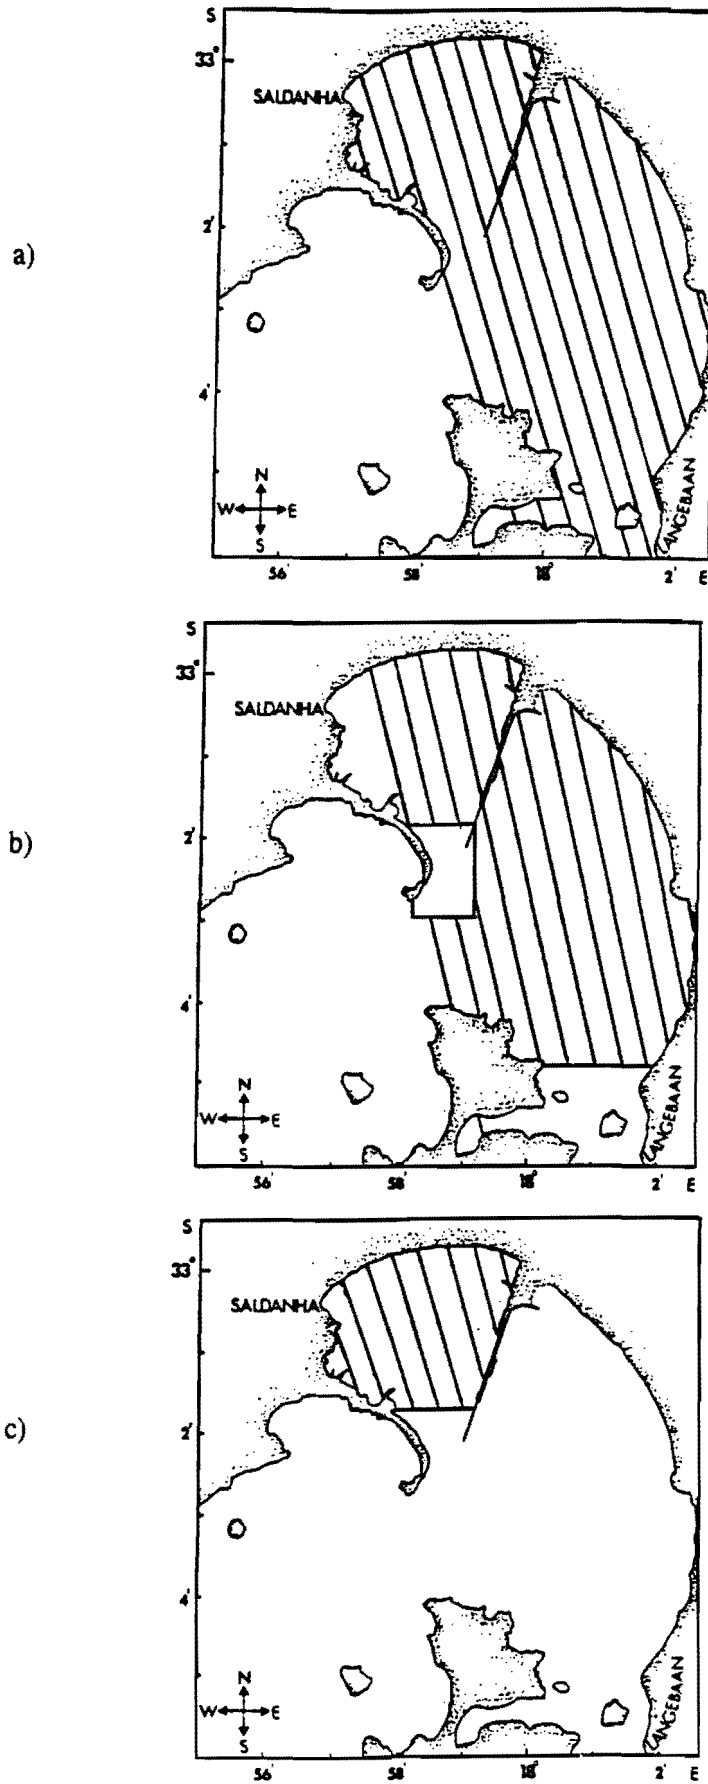 a)
S
33°
SALDANHA
2'
4'
N
W E
S
LANGEBAAN
56' 58' 18° 2' E
b)
S
33°
SALDANHA
2'
4'
N
W E
S
LANGEBAAN
56' 58' 18° 2' E
c)
S
33°
SALDANHA
2'
4'
N
W E
S
LANGEBAAN
56' 58' 18° 2' E